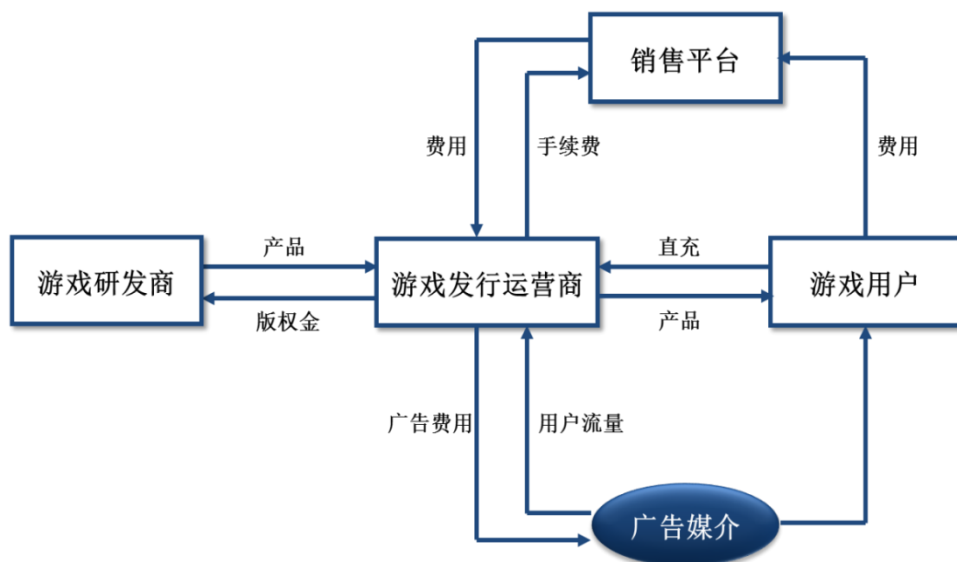 销售平台
费用
手续费
费用
游戏研发商
产品
版权金
游戏发行运营商
直充
产品
游戏用户
广告费用
用户流量
广告媒介